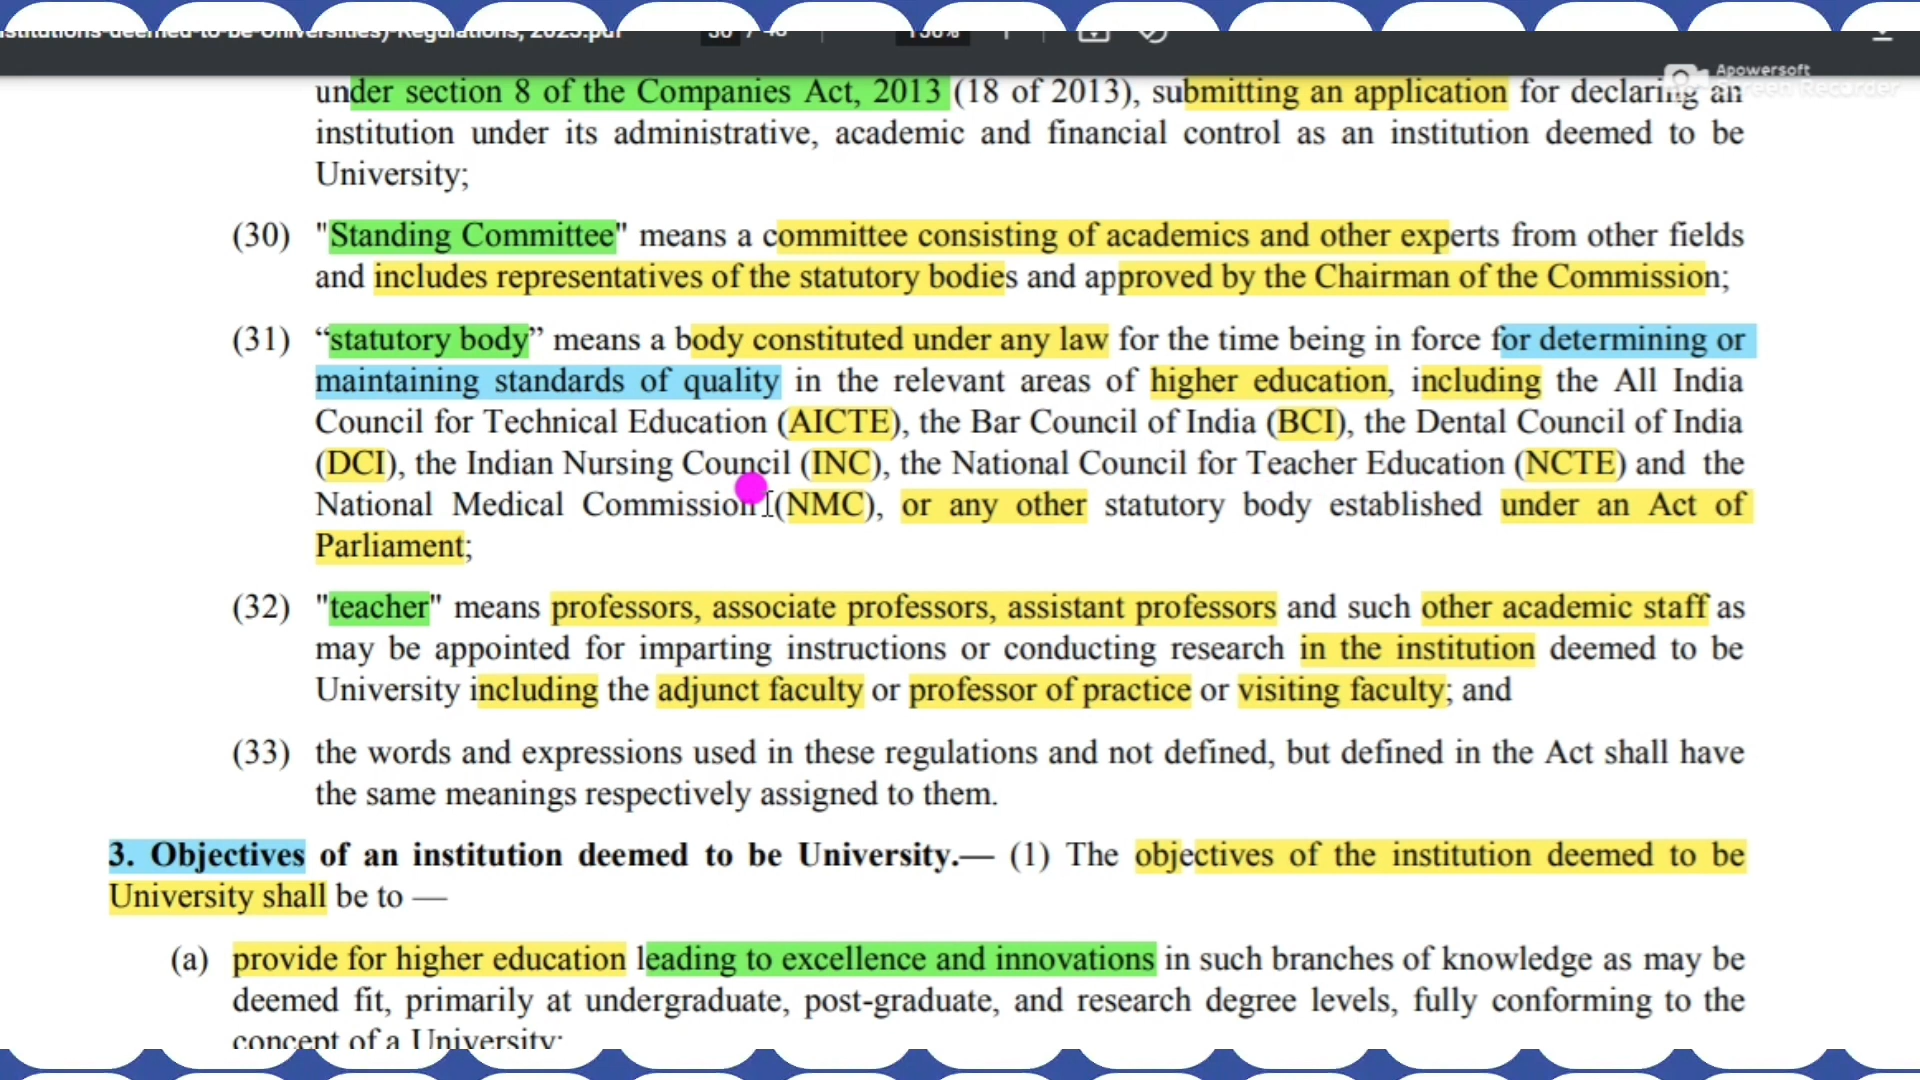 Institutions deemed to be Universities) Regulations, 2023.pdf
Apowersoft
Screen Recorder
under section 8 of the Companies Act, 2013 (18 of 2013), submitting an application for declaring an
institution under its administrative, academic and financial control as an institution deemed to be
University;
(30) "Standing Committee" means a committee consisting of academics and other experts from other fields
and includes representatives of the statutory bodies and approved by the Chairman of the Commission;
(31) “statutory body” means a body constituted under any law for the time being in force for determining or
maintaining standards of quality in the relevant areas of higher education, including the All India
Council for Technical Education (AICTE), the Bar Council of India (BCI), the Dental Council of India
(DCI), the Indian Nursing Council (INC), the National Council for Teacher Education (NCTE) and the
National Medical Commission (NMC), or any other statutory body established under an Act of
Parliament;
(32) "teacher" means professors, associate professors, assistant professors and such other academic staff as
may be appointed for imparting instructions or conducting research in the institution deemed to be
University including the adjunct faculty or professor of practice or visiting faculty; and
(33) the words and expressions used in these regulations and not defined, but defined in the Act shall have
the same meanings respectively assigned to them.
3. Objectives of an institution deemed to be University.— (1) The objectives of the institution deemed to be
University shall be to —
(a) provide for higher education leading to excellence and innovations in such branches of knowledge as may be
deemed fit, primarily at undergraduate, post-graduate, and research degree levels, fully conforming to the
concept of a University;